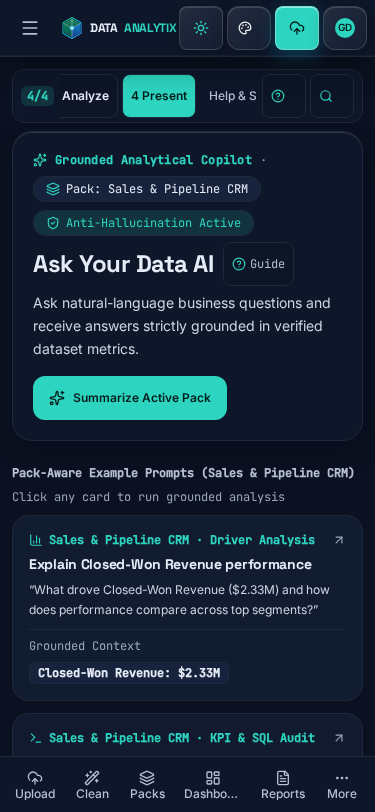 DATA ANALYTIX
GD
4/4 Analyze 4 Present Help & S
Grounded Analytical Copilot ·
Pack: Sales & Pipeline CRM
Anti-Hallucination Active
Ask Your Data AI Guide
Ask natural-language business questions and
receive answers strictly grounded in verified
dataset metrics.
Summarize Active Pack
Pack-Aware Example Prompts (Sales & Pipeline CRM)
Click any card to run grounded analysis
Sales & Pipeline CRM · Driver Analysis
Explain Closed-Won Revenue performance
“What drove Closed-Won Revenue ($2.33M) and how
does performance compare across top segments?”
Grounded Context
Closed-Won Revenue: $2.33M
Sales & Pipeline CRM · KPI & SQL Audit
Upload Clean Packs Dashbo... Reports More